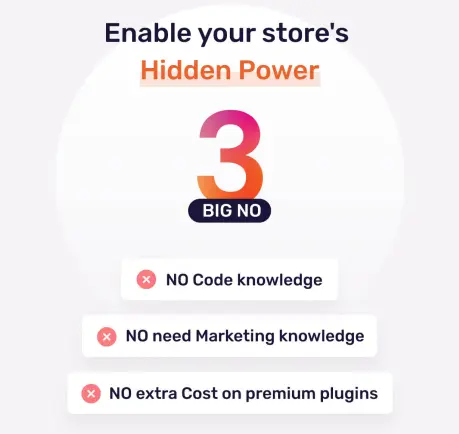 Enable your store's
Hidden Power
3
BIG NO
NO Code knowledge
NO need Marketing knowledge
NO extra Cost on premium plugins